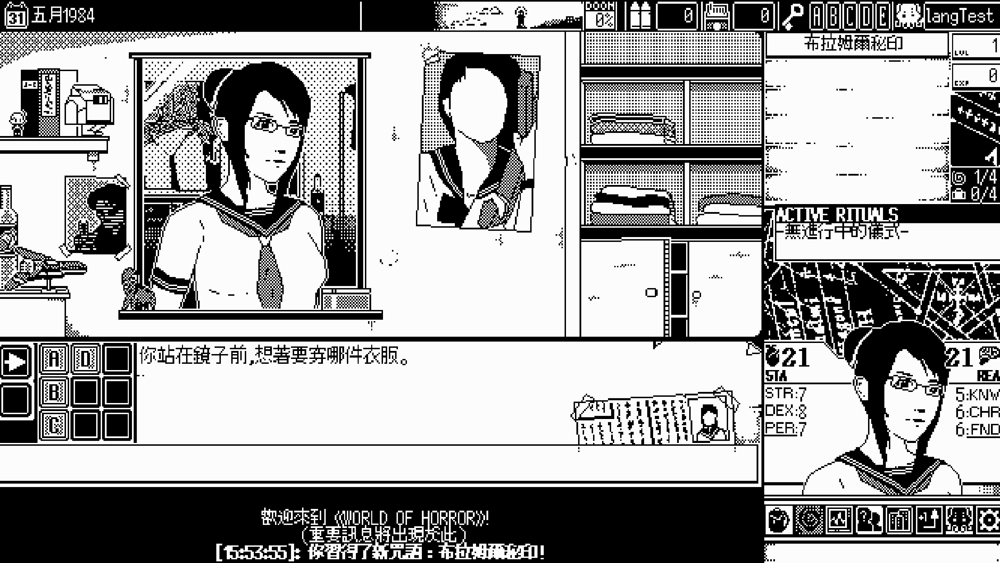 31 五月1984
DOOM
0%
0
0
A B C D E
langTest
布拉姆爾秘印
LVL 1
EXP 0
1/4
0/4
ACTIVE RITUALS
-無進行中的儀式-
你站在鏡子前,想著要穿哪件衣服。
A D
B
C
21
STA
21
REA
STR:7
DEX:8
PER:7
5:KNW
6:CHR
6:FND
歡迎來到《WORLD OF HORROR》!
(重要訊息將出現於此)
[15:53:55]: 你習得了新咒語:布拉姆爾秘印!